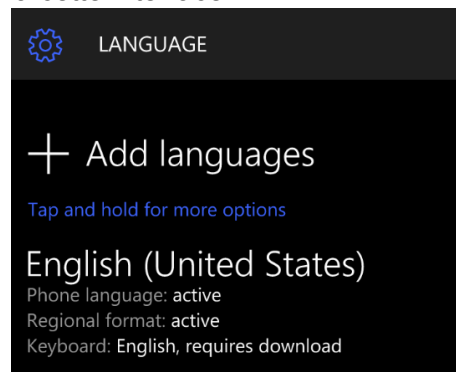 LANGUAGE
Add languages
Tap and hold for more options
English (United States)
Phone language: active
Regional format: active
Keyboard: English, requires download